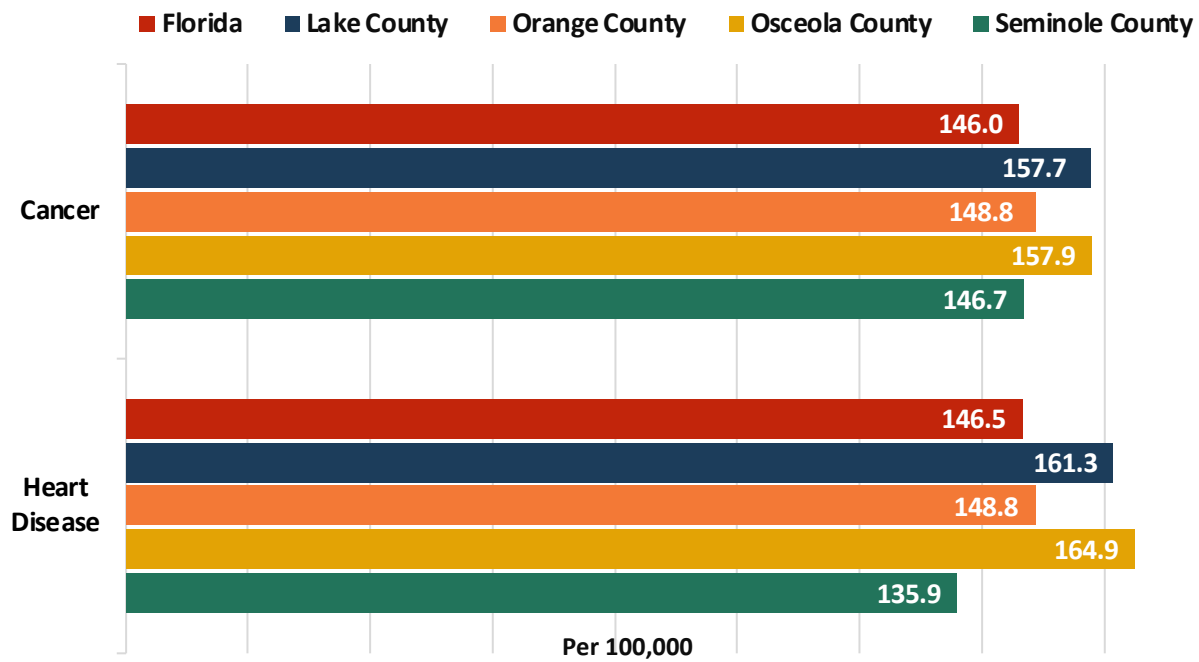 Florida Lake County Orange County Osceola County Seminole County
Cancer
146.0
157.7
148.8
157.9
146.7
Heart
Disease
146.5
161.3
148.8
164.9
135.9
Per 100,000